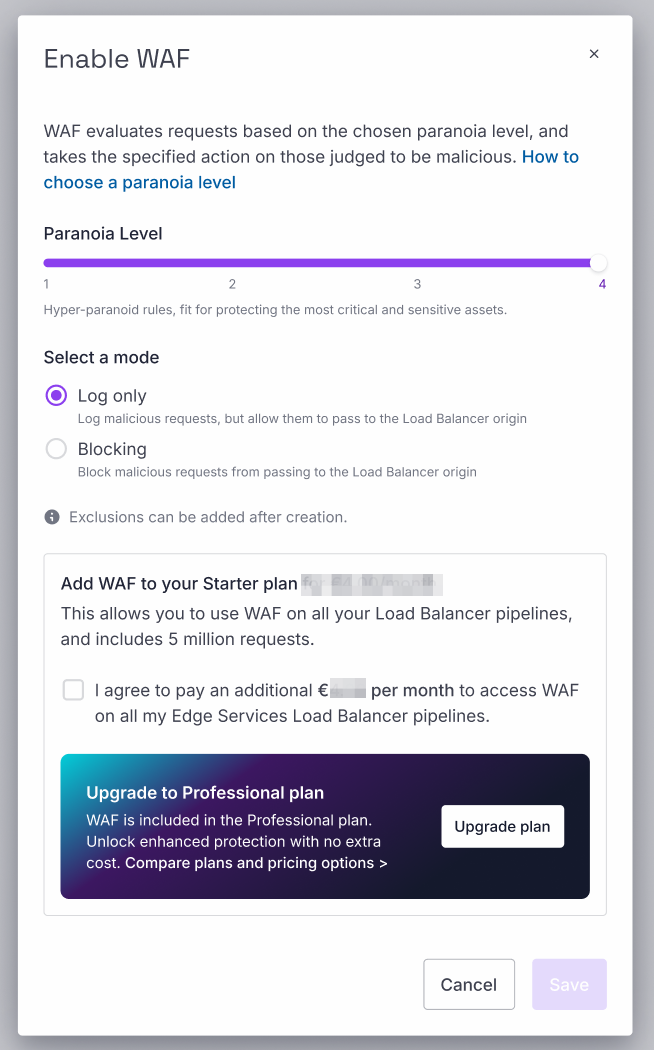 Enable WAF
×
WAF evaluates requests based on the chosen paranoia level, and
takes the specified action on those judged to be malicious. How to
choose a paranoia level
Paranoia Level
1 2 3 4
Hyper-paranoid rules, fit for protecting the most critical and sensitive assets.
Select a mode
Log only
Log malicious requests, but allow them to pass to the Load Balancer origin
Blocking
Block malicious requests from passing to the Load Balancer origin
Exclusions can be added after creation.
Add WAF to your Starter plan
This allows you to use WAF on all your Load Balancer pipelines,
and includes 5 million requests.
I agree to pay an additional € per month to access WAF
on all my Edge Services Load Balancer pipelines.
Upgrade to Professional plan
WAF is included in the Professional plan.
Unlock enhanced protection with no extra
cost. Compare plans and pricing options >
Upgrade plan
Cancel
Save